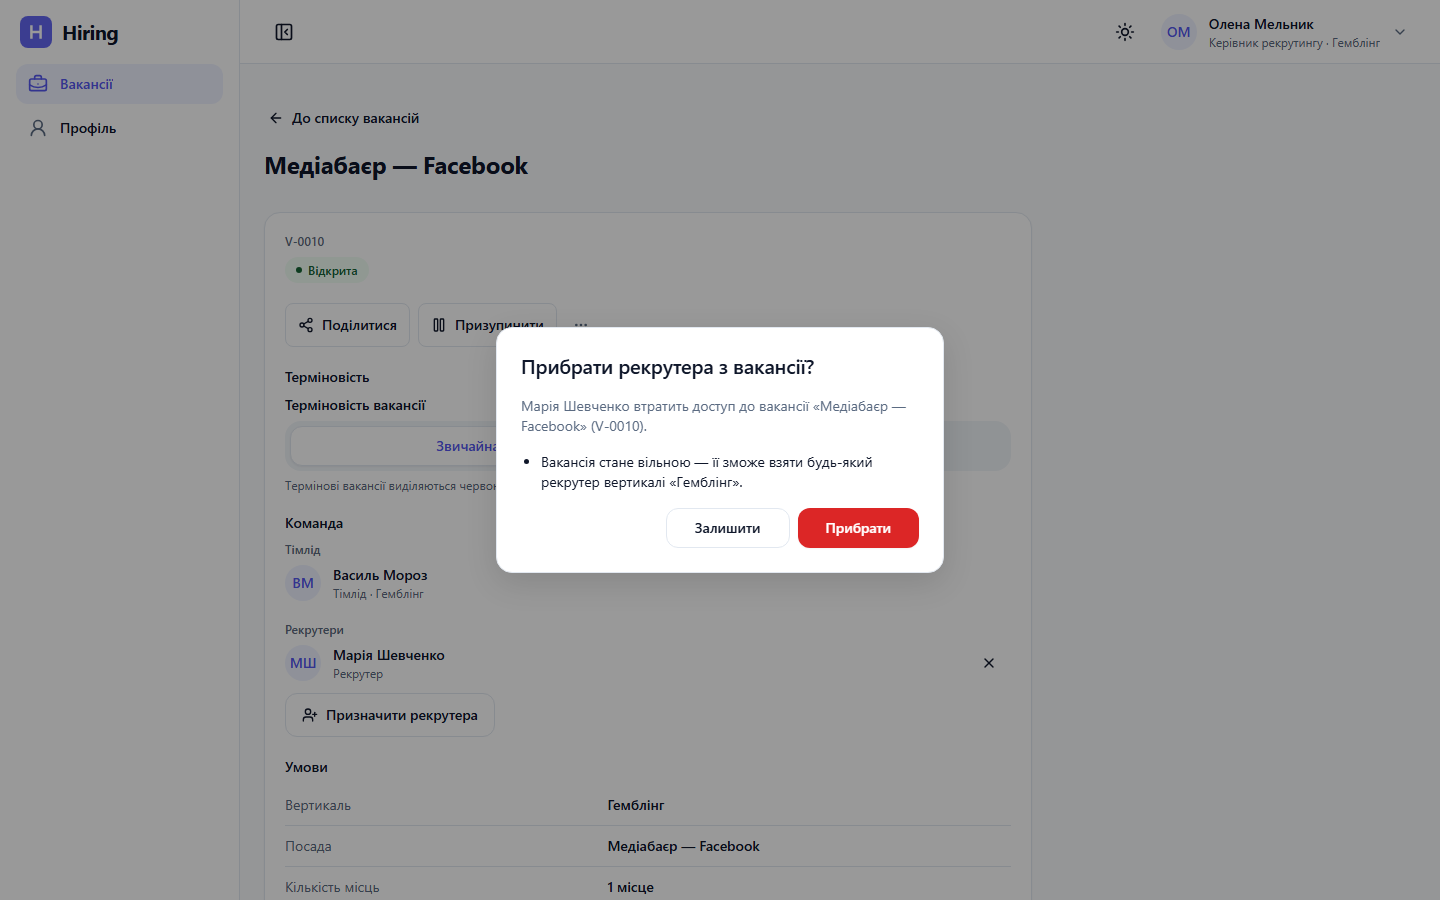 H Hiring
Вакансії
Профіль
ОМ
Олена Мельник
Керівник рекрутингу · Гемблінг
До списку вакансій
Медіабаєр — Facebook
V-0010
Відкрита
Поділитися
Призупинити
Терміновість
Терміновість вакансії
Звичайна
Термінові вакансії виділяються
Прибрати рекрутера з вакансії?
Марія Шевченко втратить доступ до вакансії «Медіабаєр —
Facebook» (V-0010).
• Вакансія стане вільною — її зможе взяти будь-який
рекрутер вертикалі «Гемблінг».
Залишити
Прибрати
Команда
Тімлід
ВМ
Василь Мороз
Тімлід · Гемблінг
Рекрутери
МШ
Марія Шевченко
Рекрутер
Призначити рекрутера
Умови
Вертикаль
Гемблінг
Посада
Медіабаєр — Facebook
Кількість місць
1 місце